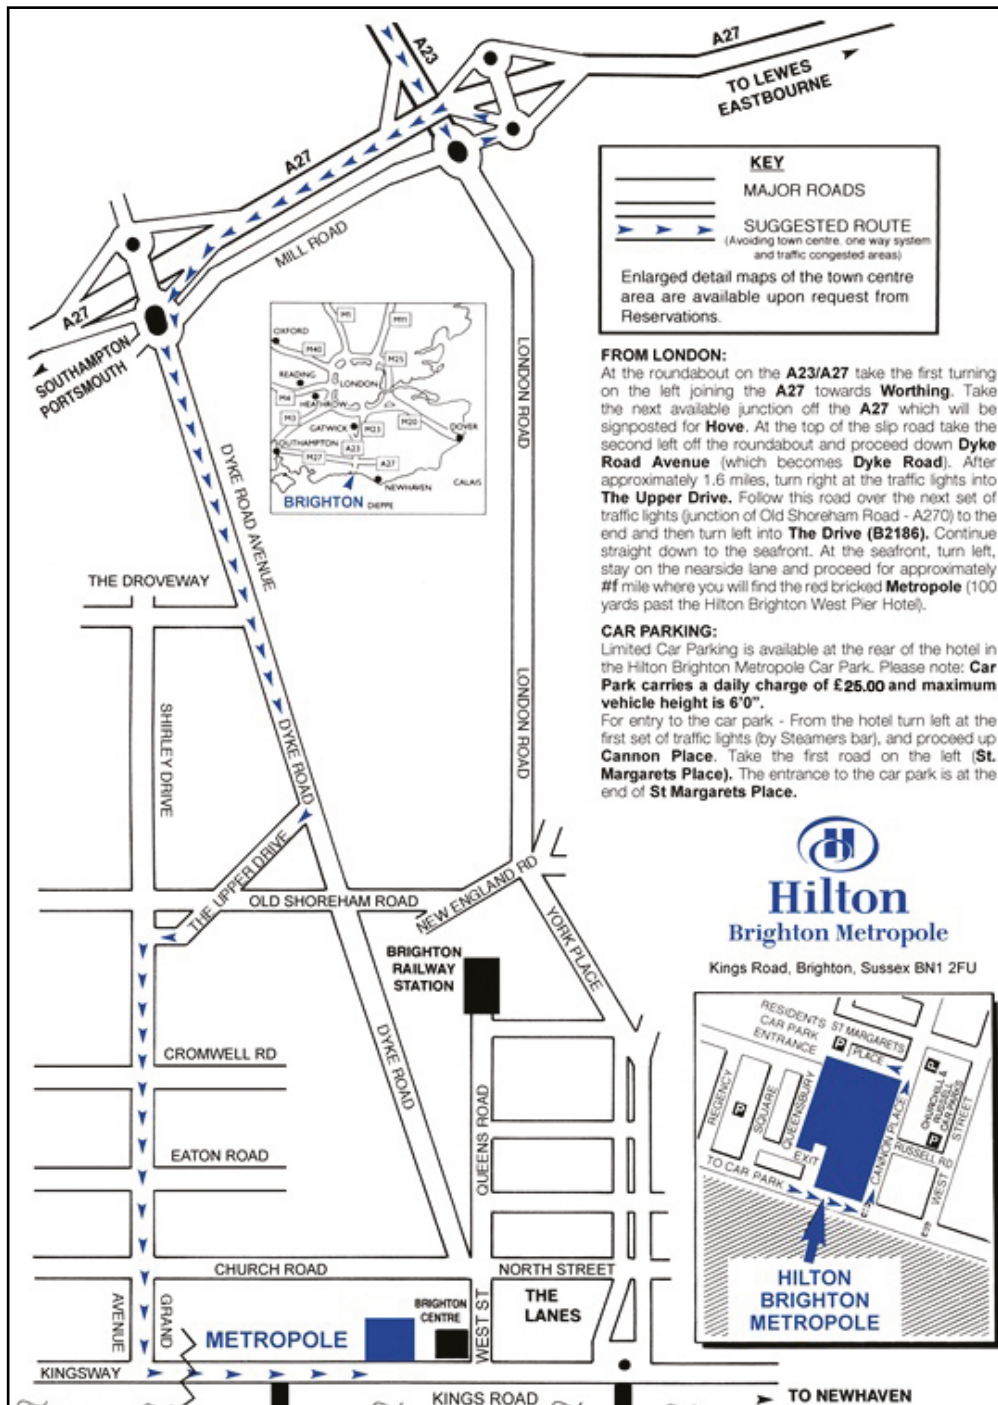 A23
A27
TO LEWES
EASTBOURNE
A27
MILL ROAD
A27
SOUTHAMPTON
PORTSMOUTH
KEY
MAJOR ROADS
SUGGESTED ROUTE
(Avoiding town centre, one way system
and traffic congested areas)
Enlarged detail maps of the town centre
area are available upon request from
Reservations.
M1
M11
OXFORD
M40
M25
READING
LONDON
M4
HEATHROW
M3
GATWICK
M23
M20
DOVER
SOUTHAMPTON
A23
M27
A27
NEWHAVEN
CALAIS
BRIGHTON
DIEPPE
LONDON ROAD
LONDON ROAD
DYKE ROAD AVENUE
THE DROVEWAY
SHIRLEY DRIVE
DYKE ROAD
THE UPPER DRIVE
OLD SHOREHAM ROAD
NEW ENGLAND RD
YORK PLACE
BRIGHTON
RAILWAY
STATION
CROMWELL RD
DYKE ROAD
QUEENS ROAD
EATON ROAD
CHURCH ROAD
NORTH STREET
AVENUE
GRAND
METROPOLE
BRIGHTON
CENTRE
WEST ST
THE
LANES
KINGSWAY
KINGS ROAD
TO NEWHAVEN
FROM LONDON:
At the roundabout on the A23/A27 take the first turning
on the left joining the A27 towards Worthing. Take
the next available junction off the A27 which will be
signposted for Hove. At the top of the slip road take the
second left off the roundabout and proceed down Dyke
Road Avenue (which becomes Dyke Road). After
approximately 1.6 miles, turn right at the traffic lights into
The Upper Drive. Follow this road over the next set of
traffic lights (junction of Old Shoreham Road - A270) to the
end and then turn left into The Drive (B2186). Continue
straight down to the seafront. At the seafront, turn left,
stay on the nearside lane and proceed for approximately
#f mile where you will find the red bricked Metropole (100
yards past the Hilton Brighton West Pier Hotel).
CAR PARKING:
Limited Car Parking is available at the rear of the hotel in
the Hilton Brighton Metropole Car Park. Please note: Car
Park carries a daily charge of £25.00 and maximum
vehicle height is 6'0".
For entry to the car park - From the hotel turn left at the
first set of traffic lights (by Steamers bar), and proceed up
Cannon Place. Take the first road on the left (St.
Margarets Place). The entrance to the car park is at the
end of St Margarets Place.
H
Hilton
Brighton Metropole
Kings Road, Brighton, Sussex BN1 2FU
RESIDENTS
CAR PARK
ENTRANCE
ST MARGARETS
PLACE
P
P
P
P
CHURCHILL &
RUSSELL
CAR PARKS
REGENCY
SQUARE
QUEENSBURY
EXIT
CANNON PLACE
RUSSELL RD
WEST
STREET
TO CAR PARK
HILTON
BRIGHTON
METROPOLE